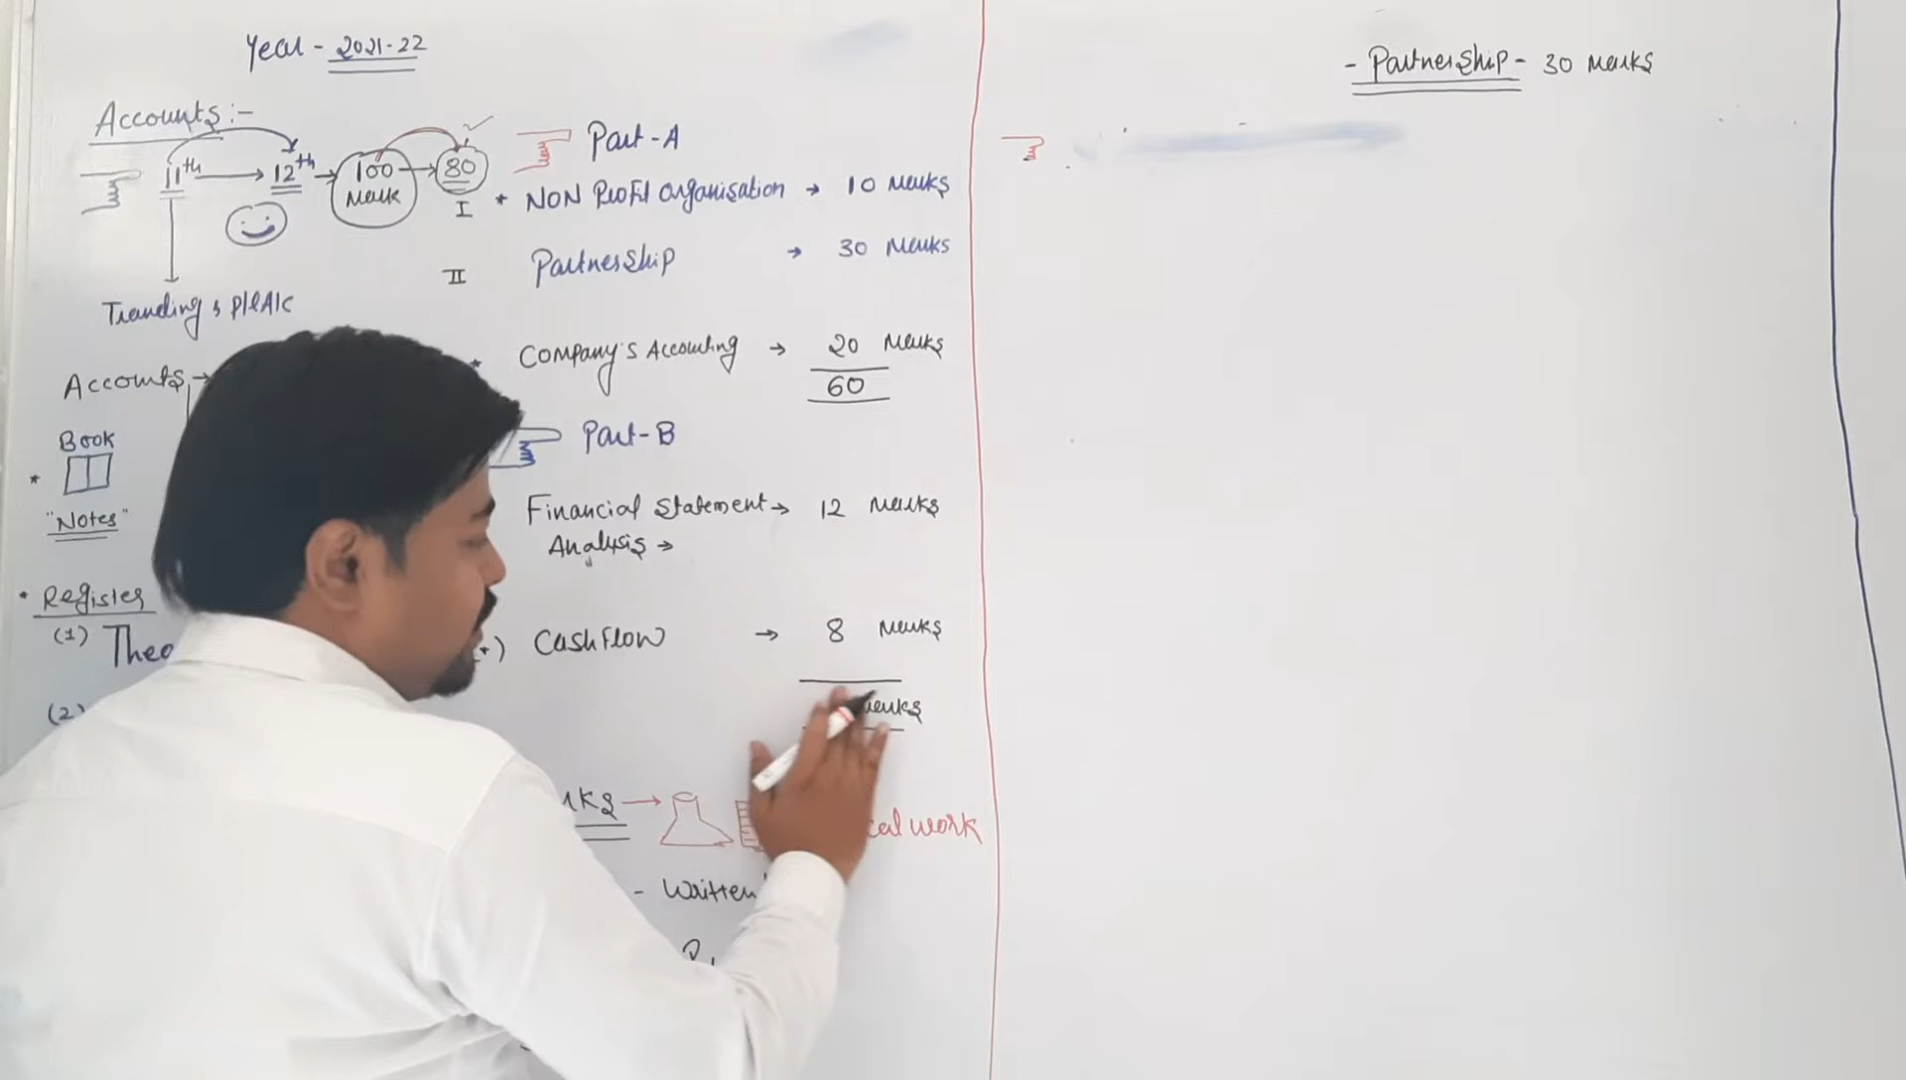 Year - 2021-22
Accounts :-
11th → 12th → 100 Mark → 80
Tranding & P/L A/c
Accounts →
Book
"Notes"
Register
(1)
(2)
Part-A
I * NON Profit Organisation → 10 Marks
II Partnership → 30 Marks
* Company's Accounting → 20 Marks
60
Part-B
Financial Statement → 12 Marks
Analysis →
Cashflow → 8 Marks
work
- Written
- Partnership - 30 Marks